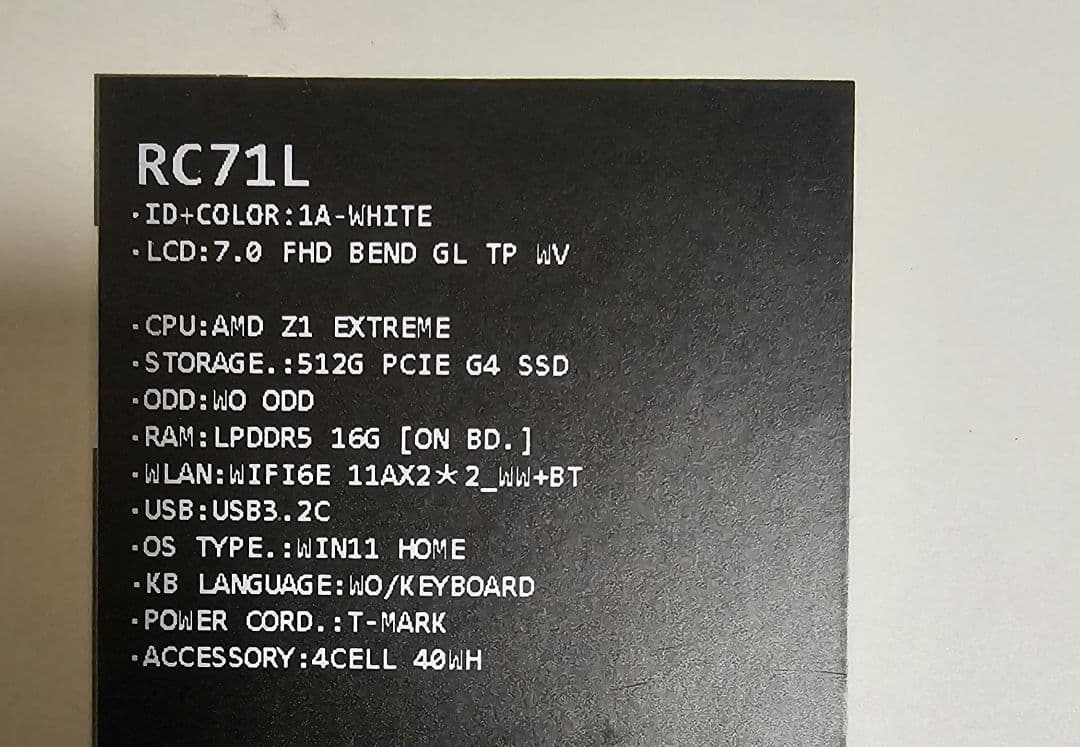 RC71L
·ID+COLOR:1A-WHITE
·LCD:7.0 FHD BEND GL TP WV
·CPU:AMD Z1 EXTREME
·STORAGE.:512G PCIE G4 SSD
·ODD:WO ODD
·RAM:LPDDR5 16G [ON BD.]
·WLAN:WIFI6E 11AX2*2_WW+BT
·USB:USB3.2C
·OS TYPE.:WIN11 HOME
·KB LANGUAGE:WO/KEYBOARD
·POWER CORD.:T-MARK
·ACCESSORY:4CELL 40WH